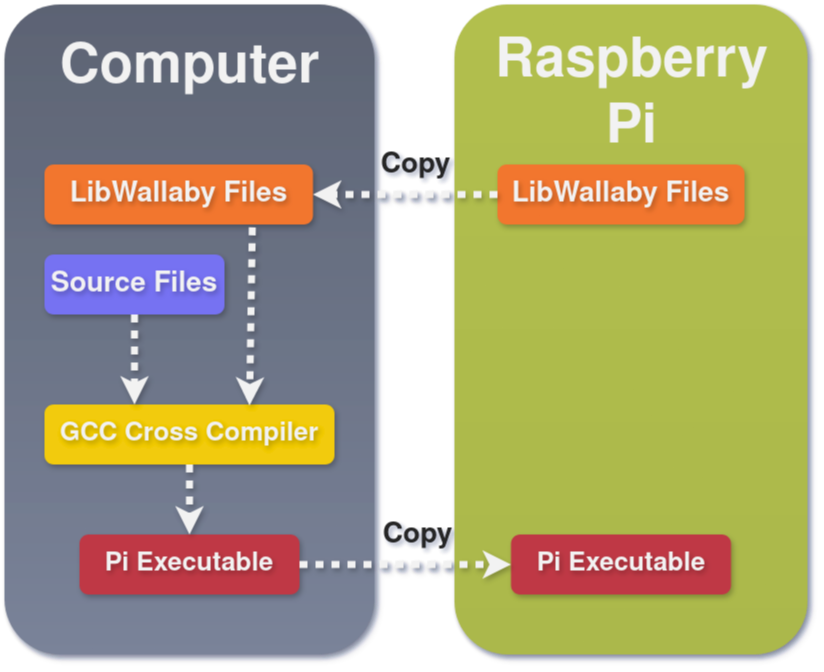 Computer
Raspberry
Pi
Copy
LibWallaby Files
LibWallaby Files
Source Files
GCC Cross Compiler
Copy
Pi Executable
Pi Executable